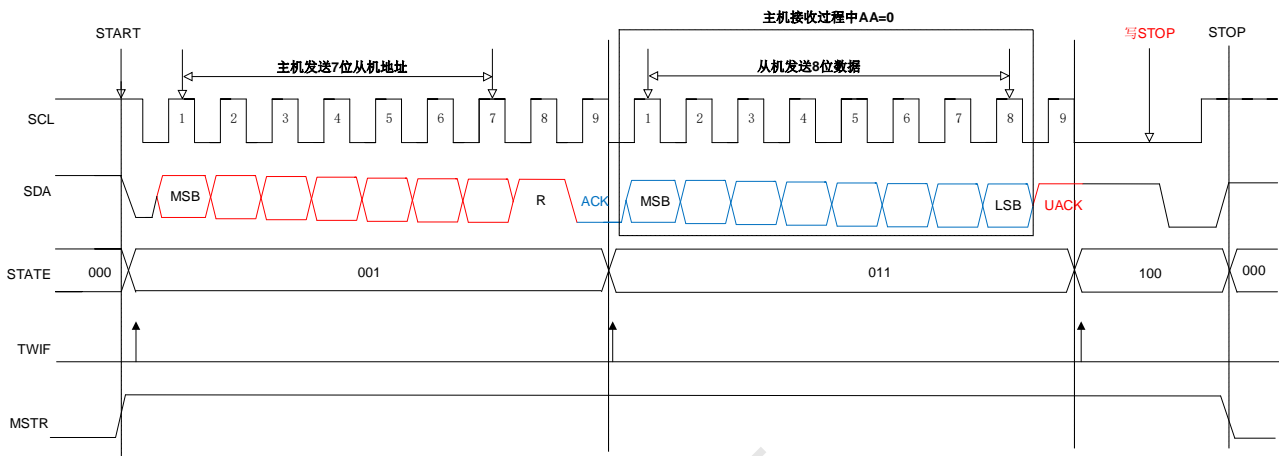 主机接收过程中AA=0
START
写STOP
STOP
主机发送7位从机地址
从机发送8位数据
SCL
1 2 3 4 5 6 7 8 9 1 2 3 4 5 6 7 8 9
SDA
MSB
R
ACK
MSB
LSB
UACK
STATE
000
001
011
100
000
TWIF
MSTR